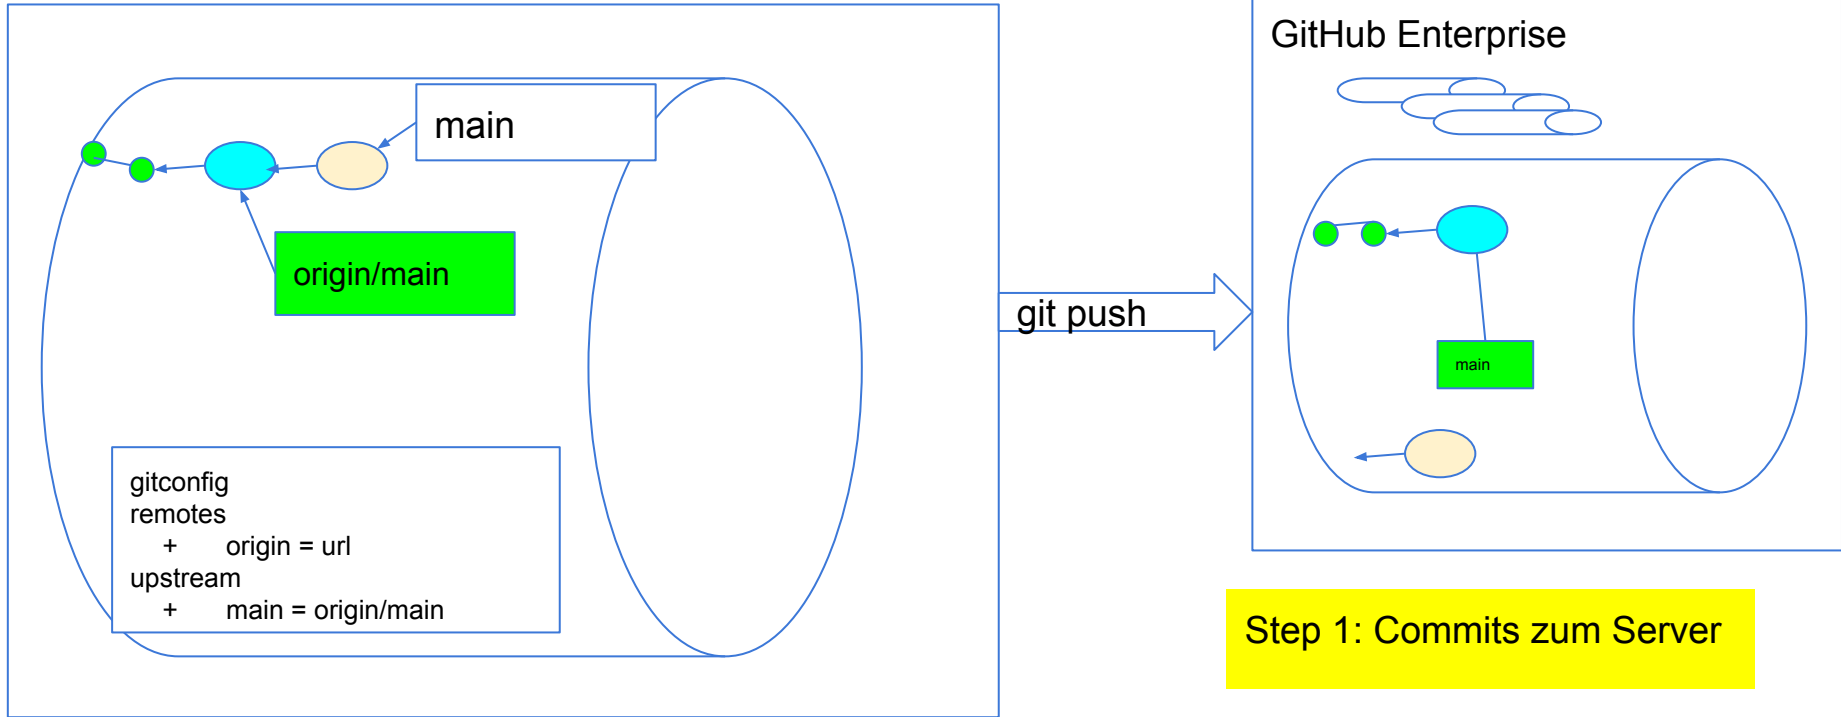 main
origin/main
gitconfig
remotes
+ origin = url
upstream
+ main = origin/main
git push
GitHub Enterprise
main
Step 1: Commits zum Server